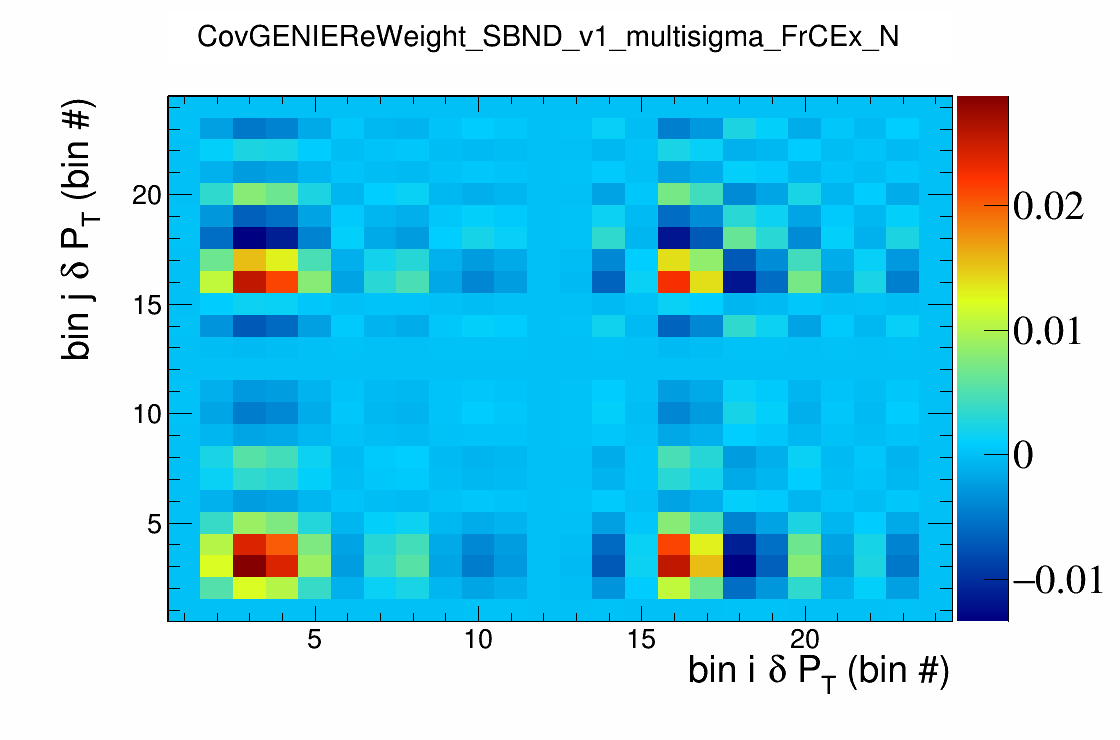 CovGENIEReWeight_SBND_v1_multisigma_FrCEx_N
bin j δ P_T (bin #)
20
15
10
5
0.02
0.01
0
−0.01
5 10 15 20
bin i δ P_T (bin #)